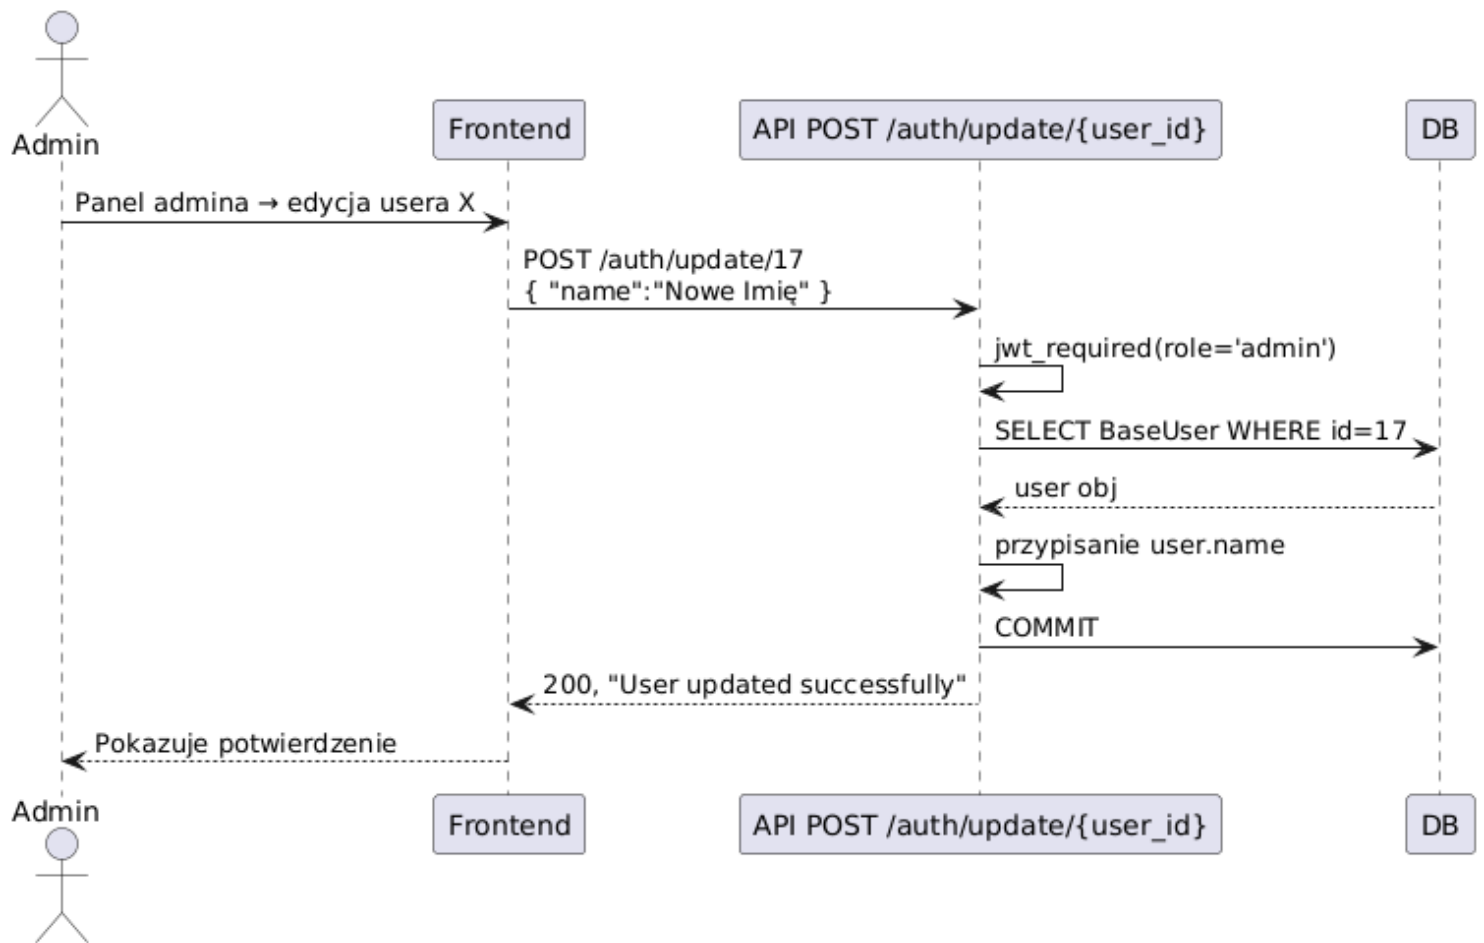 Admin
Frontend
API POST /auth/update/{user_id}
DB
Panel admina → edycja usera X
POST /auth/update/17
{ "name":"Nowe Imię" }
jwt_required(role='admin')
SELECT BaseUser WHERE id=17
user obj
przypisanie user.name
COMMIT
200, "User updated successfully"
Pokazuje potwierdzenie
Admin
Frontend
API POST /auth/update/{user_id}
DB